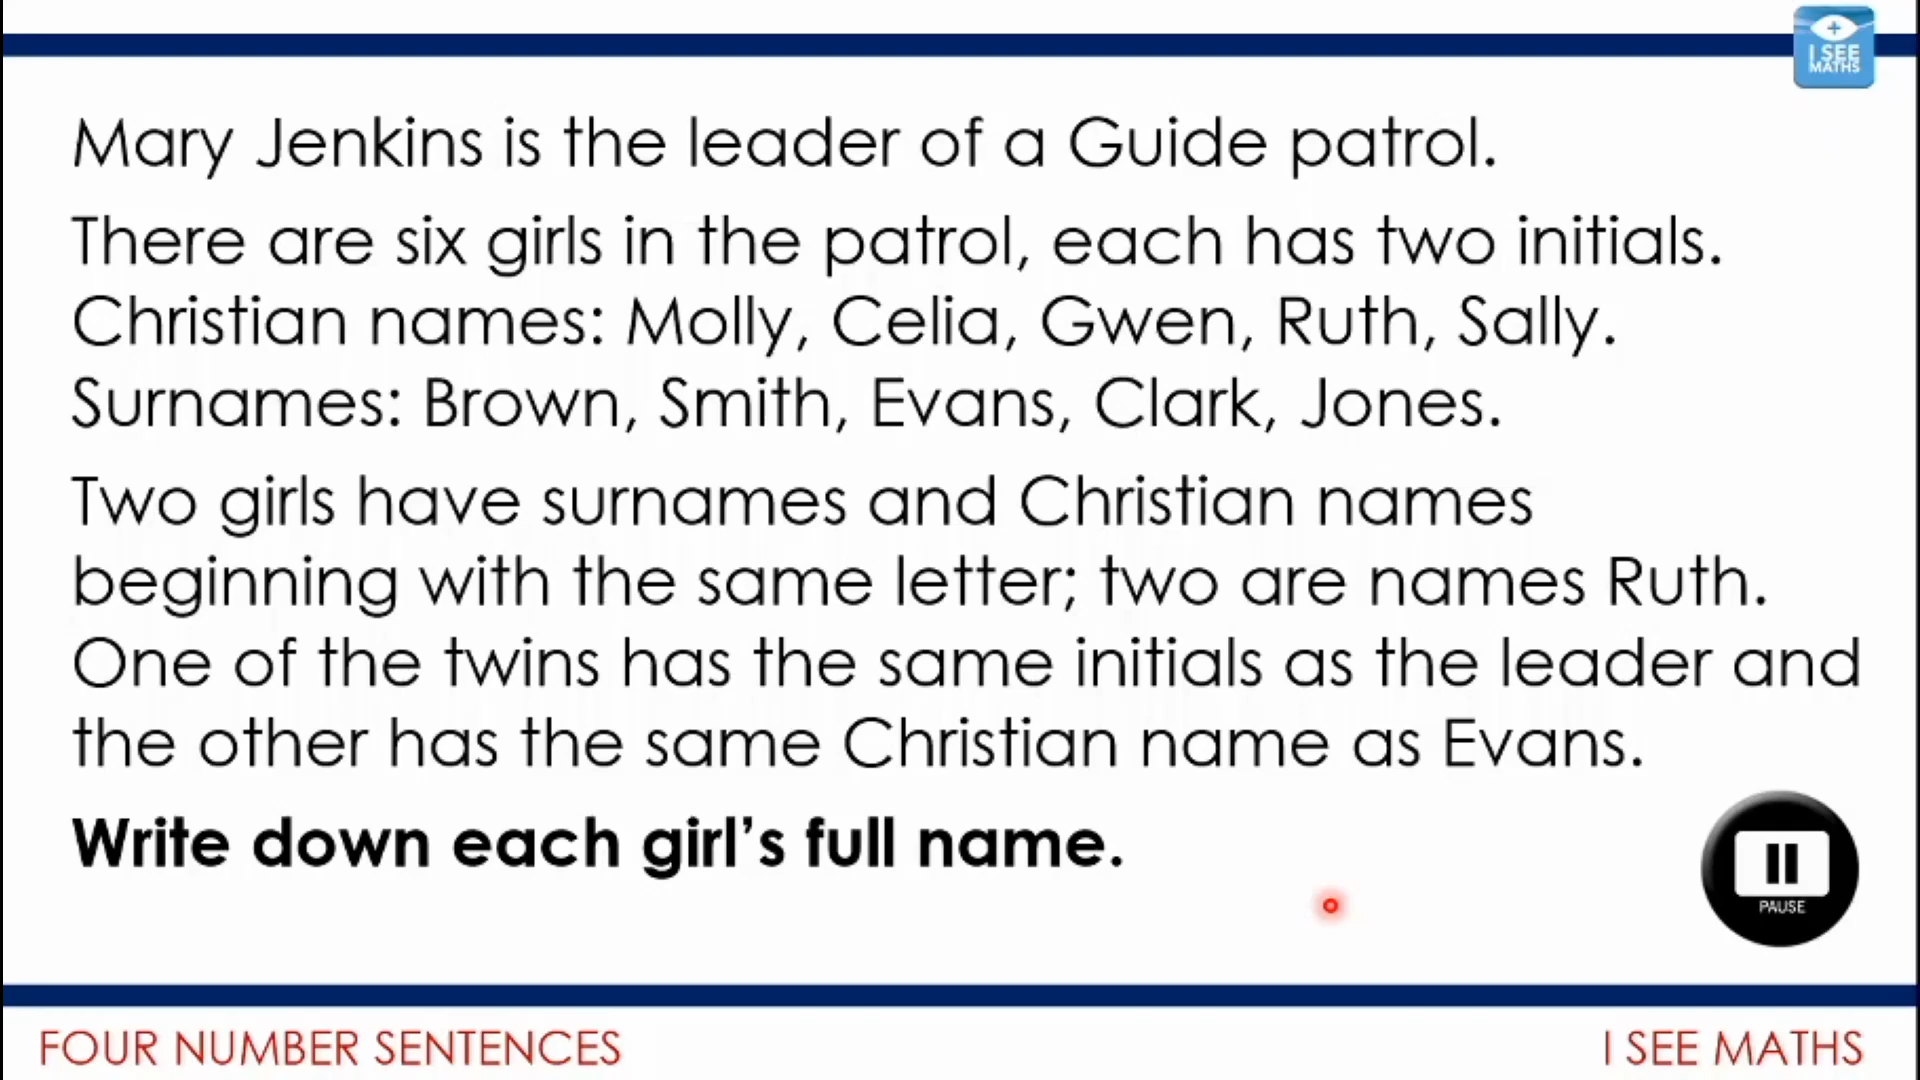 I SEE
MATHS
Mary Jenkins is the leader of a Guide patrol.
There are six girls in the patrol, each has two initials.
Christian names: Molly, Celia, Gwen, Ruth, Sally.
Surnames: Brown, Smith, Evans, Clark, Jones.
Two girls have surnames and Christian names
beginning with the same letter; two are names Ruth.
One of the twins has the same initials as the leader and
the other has the same Christian name as Evans.
Write down each girl's full name.
PAUSE
FOUR NUMBER SENTENCES
I SEE MATHS